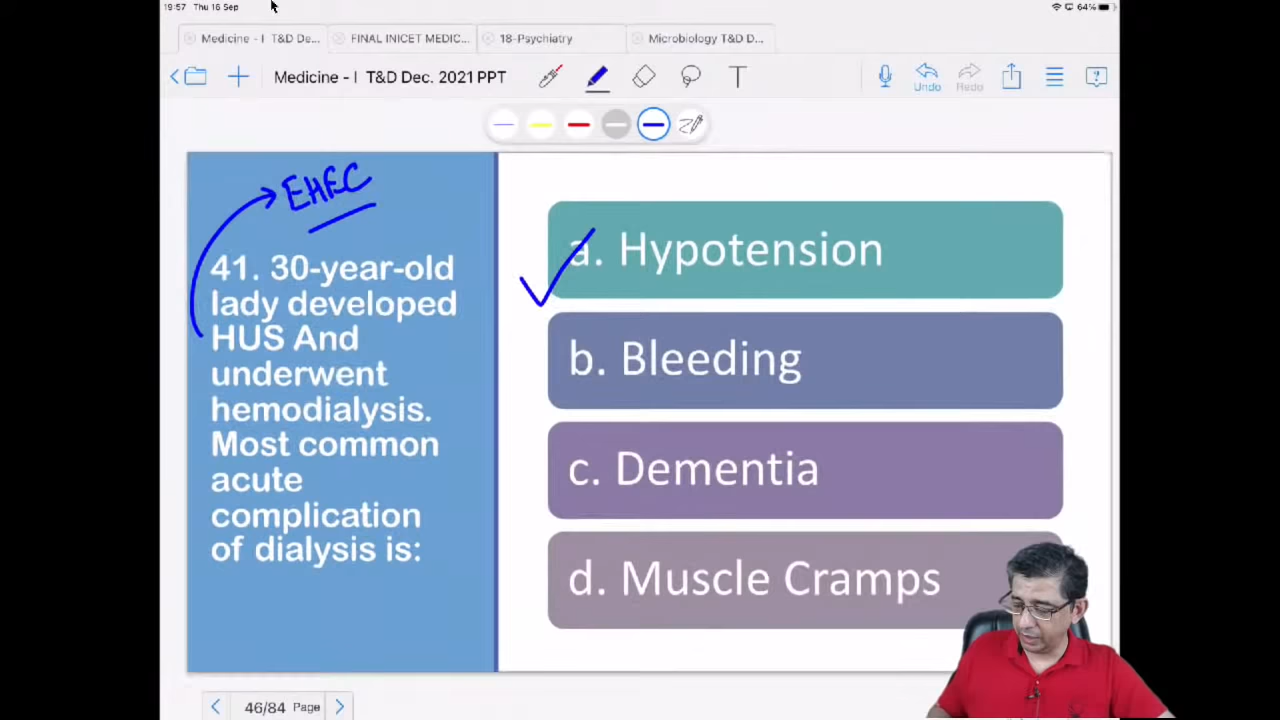 19:57 Thu 16 Sep
64%
Medicine - I T&D De...
FINAL INICET MEDIC...
18-Psychiatry
Microbiology T&D D...
Medicine - I T&D Dec. 2021 PPT
T
Undo
Redo
EHEC
41. 30-year-old
lady developed
HUS And
underwent
hemodialysis.
Most common
acute
complication
of dialysis is:
a. Hypotension
b. Bleeding
c. Dementia
d. Muscle Cramps
46/84 Page